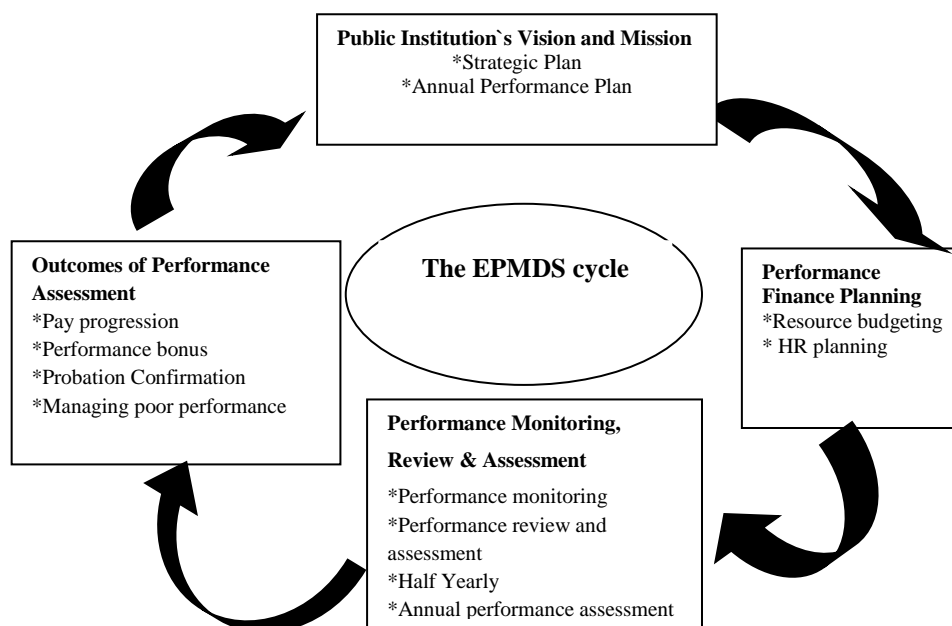 Public Institution`s Vision and Mission
*Strategic Plan
*Annual Performance Plan
The EPMDS cycle
Performance
Finance Planning
*Resource budgeting
* HR planning
Performance Monitoring,
Review & Assessment
*Performance monitoring
*Performance review and
assessment
*Half Yearly
*Annual performance assessment
Outcomes of Performance
Assessment
*Pay progression
*Performance bonus
*Probation Confirmation
*Managing poor performance